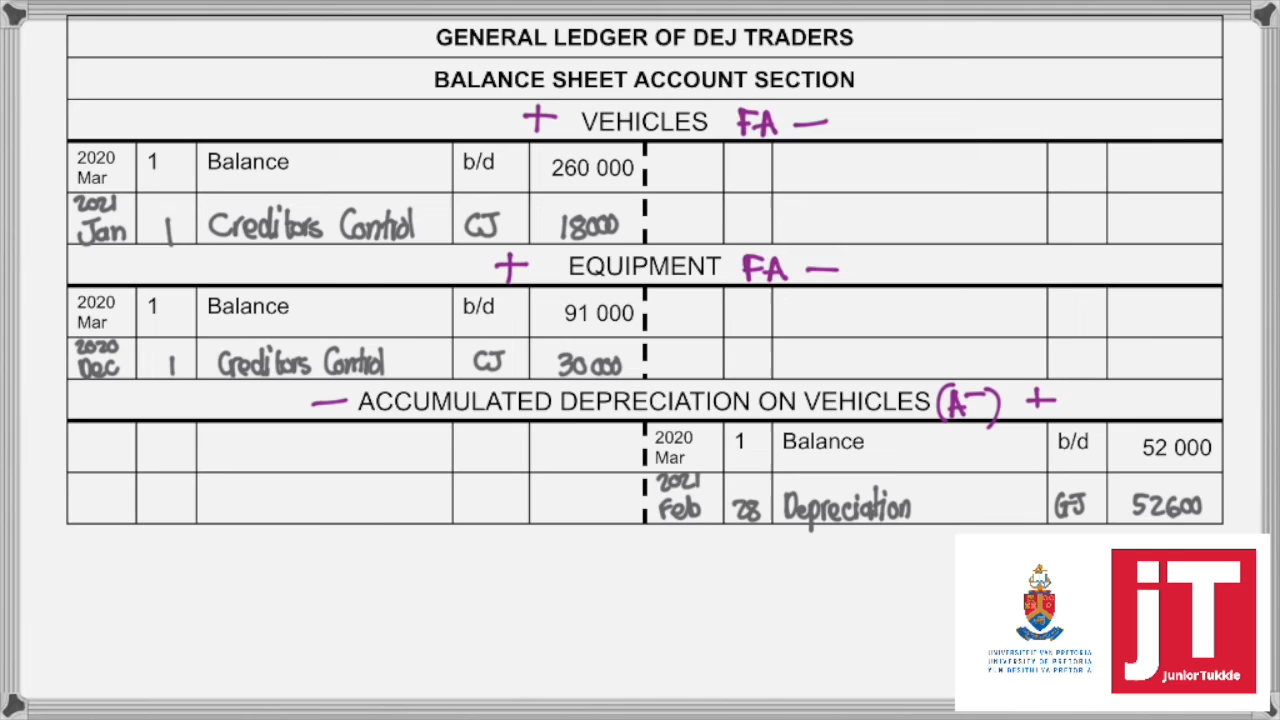 GENERAL LEDGER OF DEJ TRADERS
BALANCE SHEET ACCOUNT SECTION
+ VEHICLES FA −
2020 Mar 1 Balance b/d 260 000
2021 Jan 1 Creditors Control CJ 18000
+ EQUIPMENT FA −
2020 Mar 1 Balance b/d 91 000
2020 Dec 1 Creditors Control CJ 30 000
− ACCUMULATED DEPRECIATION ON VEHICLES (A−) +
2020 Mar 1 Balance b/d 52 000
2021 Feb 28 Depreciation GJ 52600
UNIVERSITEIT VAN PRETORIA
UNIVERSITY OF PRETORIA
YUNIBESITHI YA PRETORIA
jT
JuniorTukkie